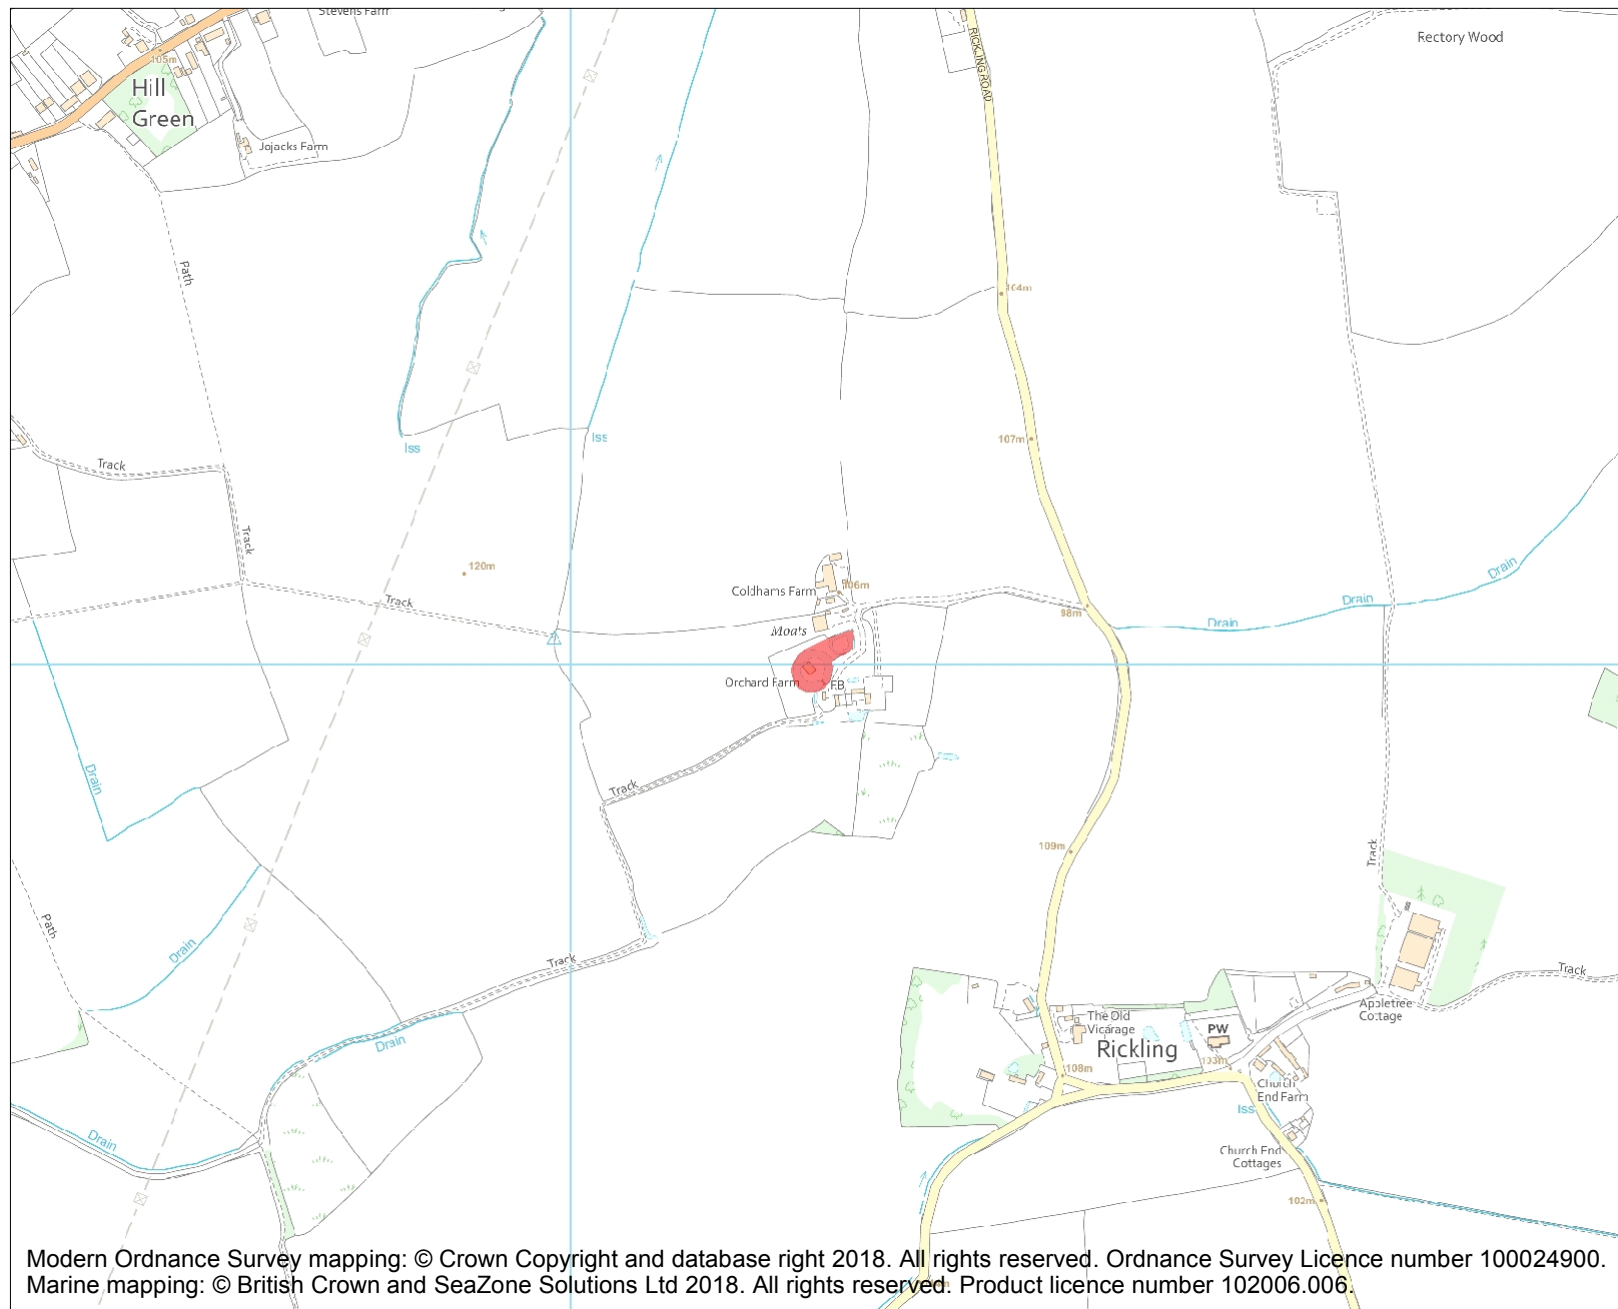 Stevens Farm
RICKLING ROAD
Rectory Wood
105m
Hill
Green
Jojacks Farm
Path
104m
107m
Iss
Iss
Track
Track
120m
Track
Coldhams Farm
106m
98m
Drain
Drain
Drain
Moats
Orchard Farm
FB
Drain
Track
109m
Track
Path
Drain
Track
Track
Appletree
Cottage
The Old
Vicarage
PW
Rickling
103m
108m
Drain
Church
End Farm
Iss
Drain
Church End
Cottages
102m
Modern Ordnance Survey mapping: © Crown Copyright and database right 2018. All rights reserved. Ordnance Survey Licence number 100024900.
Marine mapping: © British Crown and SeaZone Solutions Ltd 2018. All rights reserved. Product licence number 102006.006.